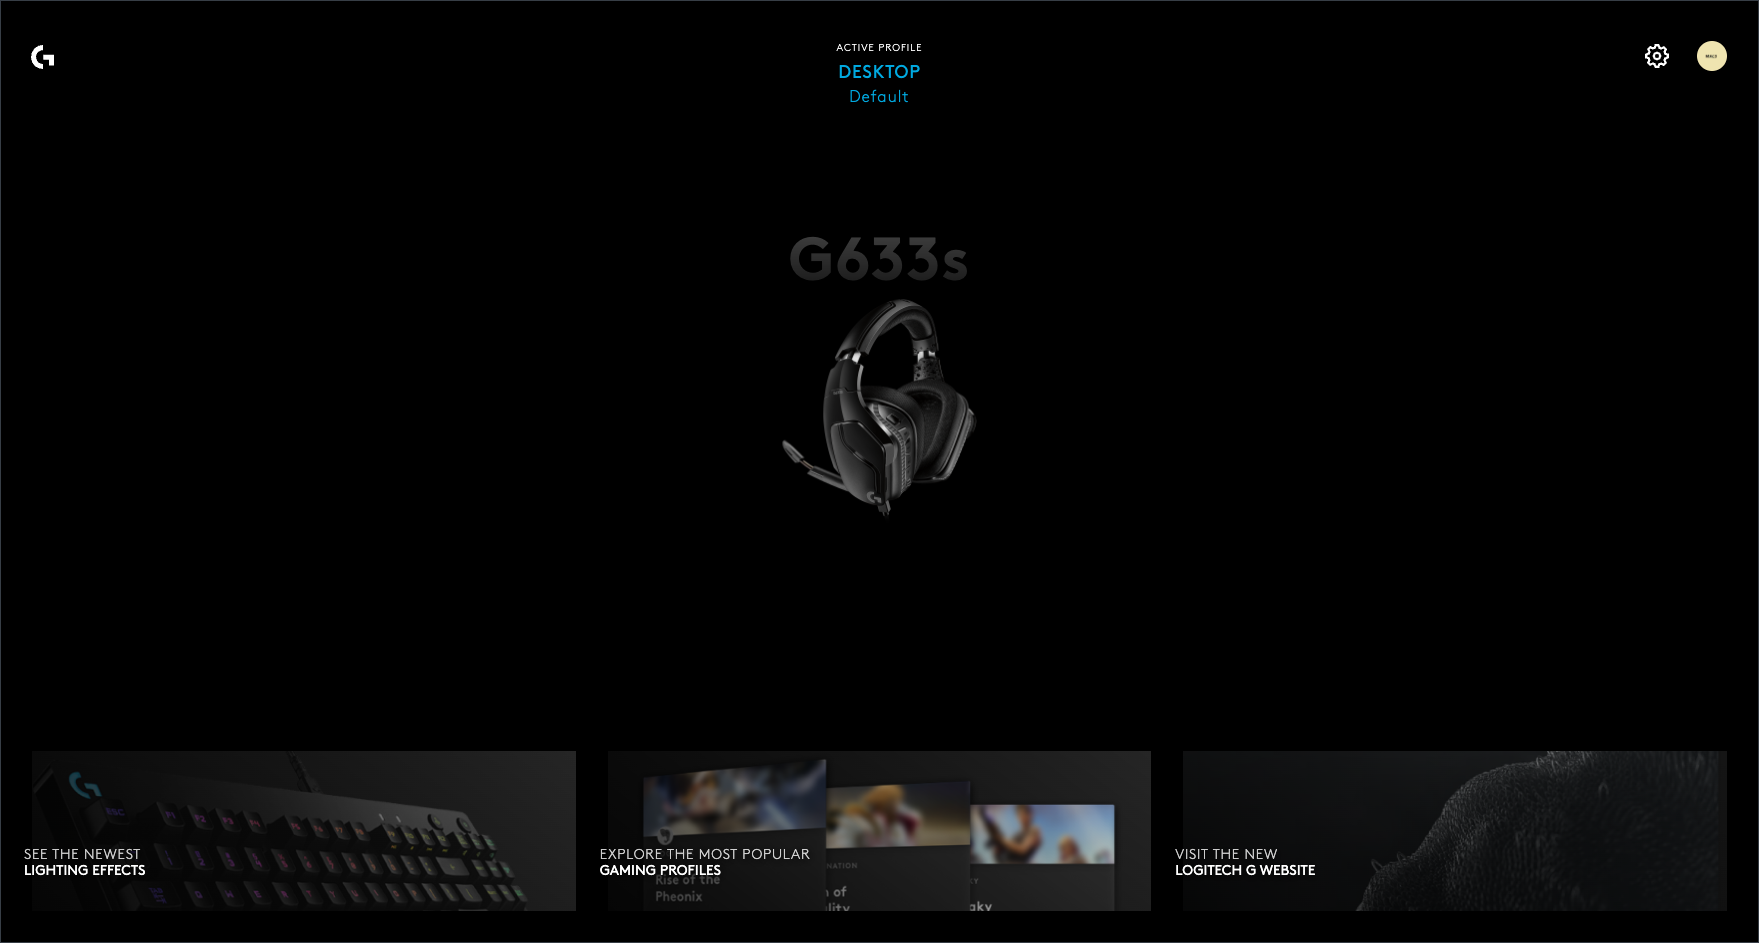 ACTIVE PROFILE
DESKTOP
Default
G633s
SEE THE NEWEST
LIGHTING EFFECTS
EXPLORE THE MOST POPULAR
GAMING PROFILES
Rise of the
Pheonix
VISIT THE NEW
LOGITECH G WEBSITE